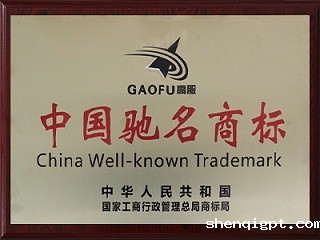 GAOFU高服
中国驰名商标
China Well-known Trademark
中华人民共和国
国家工商行政管理总局商标局
shenqigpt.com